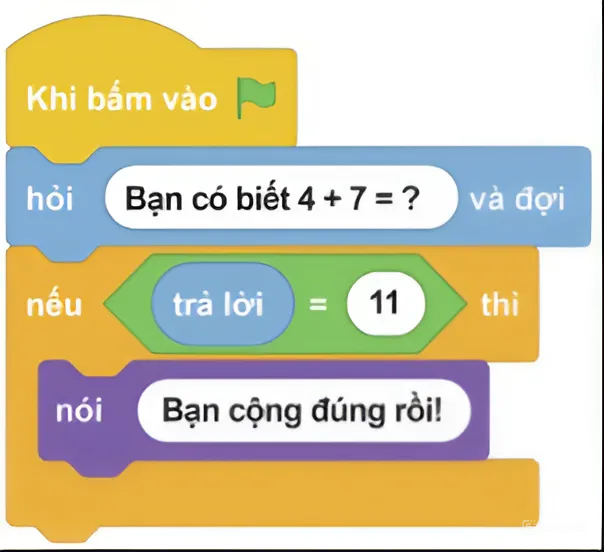 Khi bấm vào
hỏi Bạn có biết 4 + 7 = ? và đợi
nếu trả lời = 11 thì
nói Bạn cộng đúng rồi!